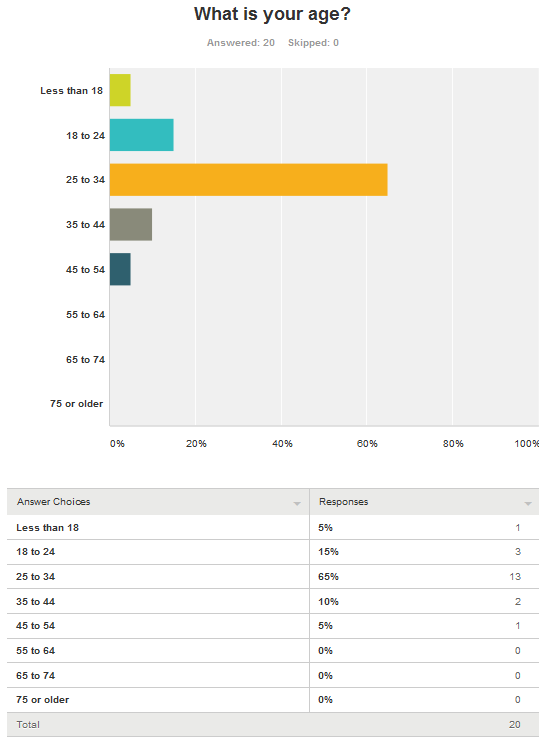 What is your age?
Answered: 20 Skipped: 0
Less than 18
18 to 24
25 to 34
35 to 44
45 to 54
55 to 64
65 to 74
75 or older
0% 20% 40% 60% 80% 100%
Answer Choices Responses
Less than 18 5% 1
18 to 24 15% 3
25 to 34 65% 13
35 to 44 10% 2
45 to 54 5% 1
55 to 64 0% 0
65 to 74 0% 0
75 or older 0% 0
Total 20